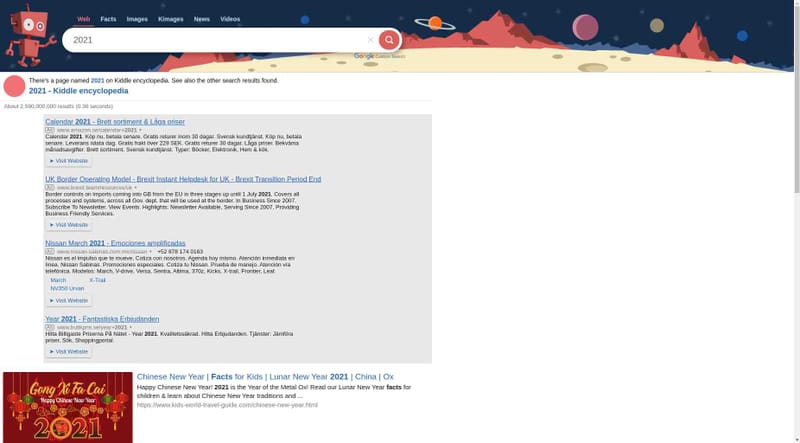 Web Facts Images Kimages News Videos
2021
Google Custom Search
There's a page named 2021 on Kiddle encyclopedia. See also the other search results found.
2021 - Kiddle encyclopedia
About 2,590,000,000 results (0.36 seconds)
Calendar 2021 - Brett sortiment & Låga priser
Ad www.amazon.se/calendar+2021
Calendar 2021. Köp nu, betala senare. Gratis returer inom 30 dagar. Svensk kundtjänst. Köp nu, betala
senare. Leverans nästa dag. Gratis frakt över 229 SEK. Gratis returer 30 dagar. Låga priser. Bekväma
månadsavgifter. Brett sortiment. Svensk kundtjänst. Typer: Böcker, Elektronik, Hem & kök.
➤ Visit Website
UK Border Operating Model - Brexit Instant Helpdesk for UK - Brexit Transition Period End
Ad www.brexit.team/resources/uk
Border controls on imports coming into GB from the EU in three stages up until 1 July 2021. Covers all
processes and systems, across all Gov. dept. that will be used at the border. In Business Since 2007.
Subscribe To Newsletter. View Events. Highlights: Newsletter Available, Serving Since 2007, Providing
Business Friendly Services.
➤ Visit Website
Nissan March 2021 - Emociones amplificadas
Ad +52 878 174 0163
Nissan es el impulso que te mueve. Cotiza con nosotros. Agenda hoy mismo. Atención inmediata en
línea. Nissan Sabinas. Promociones especiales. Cotiza tu Nissan. Prueba de manejo. Atención vía
telefónica. Modelos: March, V-drive, Versa, Sentra, Altima, 370z, Kicks, X-trail, Frontier, Leaf
March X-Trail
NV350 Urvan
➤ Visit Website
Year 2021 - Fantastiska Erbjudanden
Ad www.butikpris.se/year+2021
Hitta Billigaste Priserna På Nätet - Year 2021. Kvalitetssäkrad. Hitta Erbjudanden. Tjänster: Jämföra
priser, Sök, Shoppingportal.
➤ Visit Website
Gong Xi Fa Cai
Happy Chinese New Year
2021
Chinese New Year | Facts for Kids | Lunar New Year 2021 | China | Ox
Happy Chinese New Year! 2021 is the Year of the Metal Ox! Read our Lunar New Year facts for
children & learn about Chinese New Year traditions and ...
https://www.kids-world-travel-guide.com/chinese-new-year.html